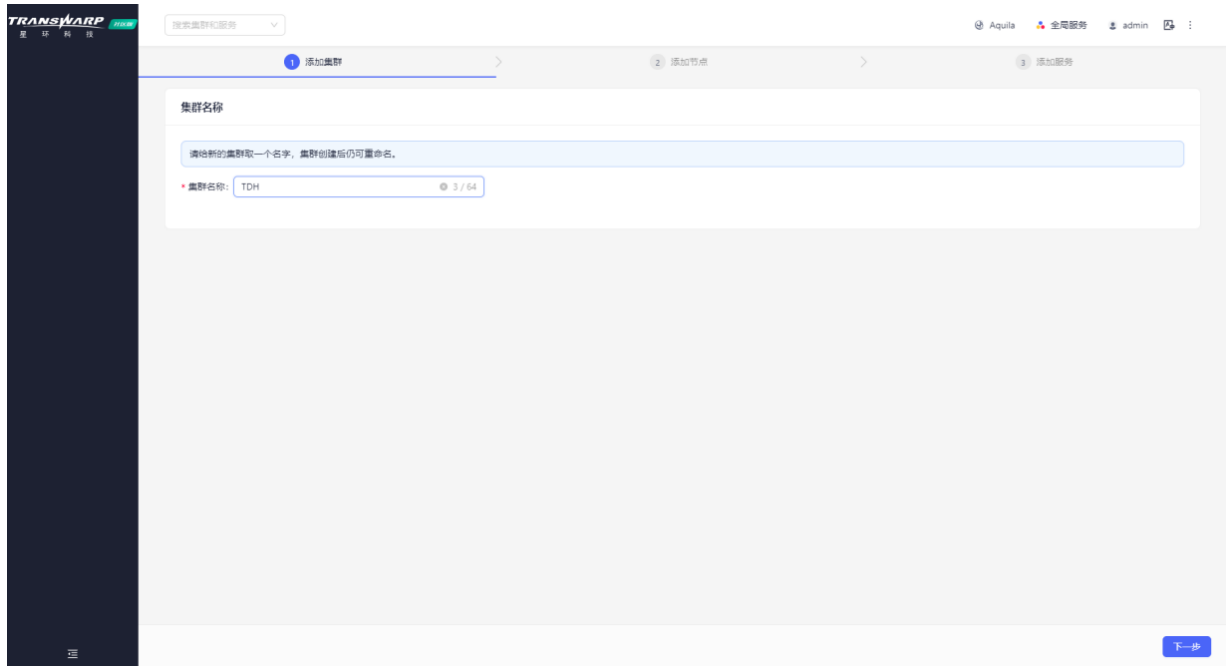 TRANSWARP 社区版
星环科技
搜索集群和服务
Aquila 全局服务 admin
1 添加集群
2 添加节点
3 添加服务
集群名称
请给新的集群取一个名字，集群创建后仍可重命名。
* 集群名称: TDH 3 / 64
下一步